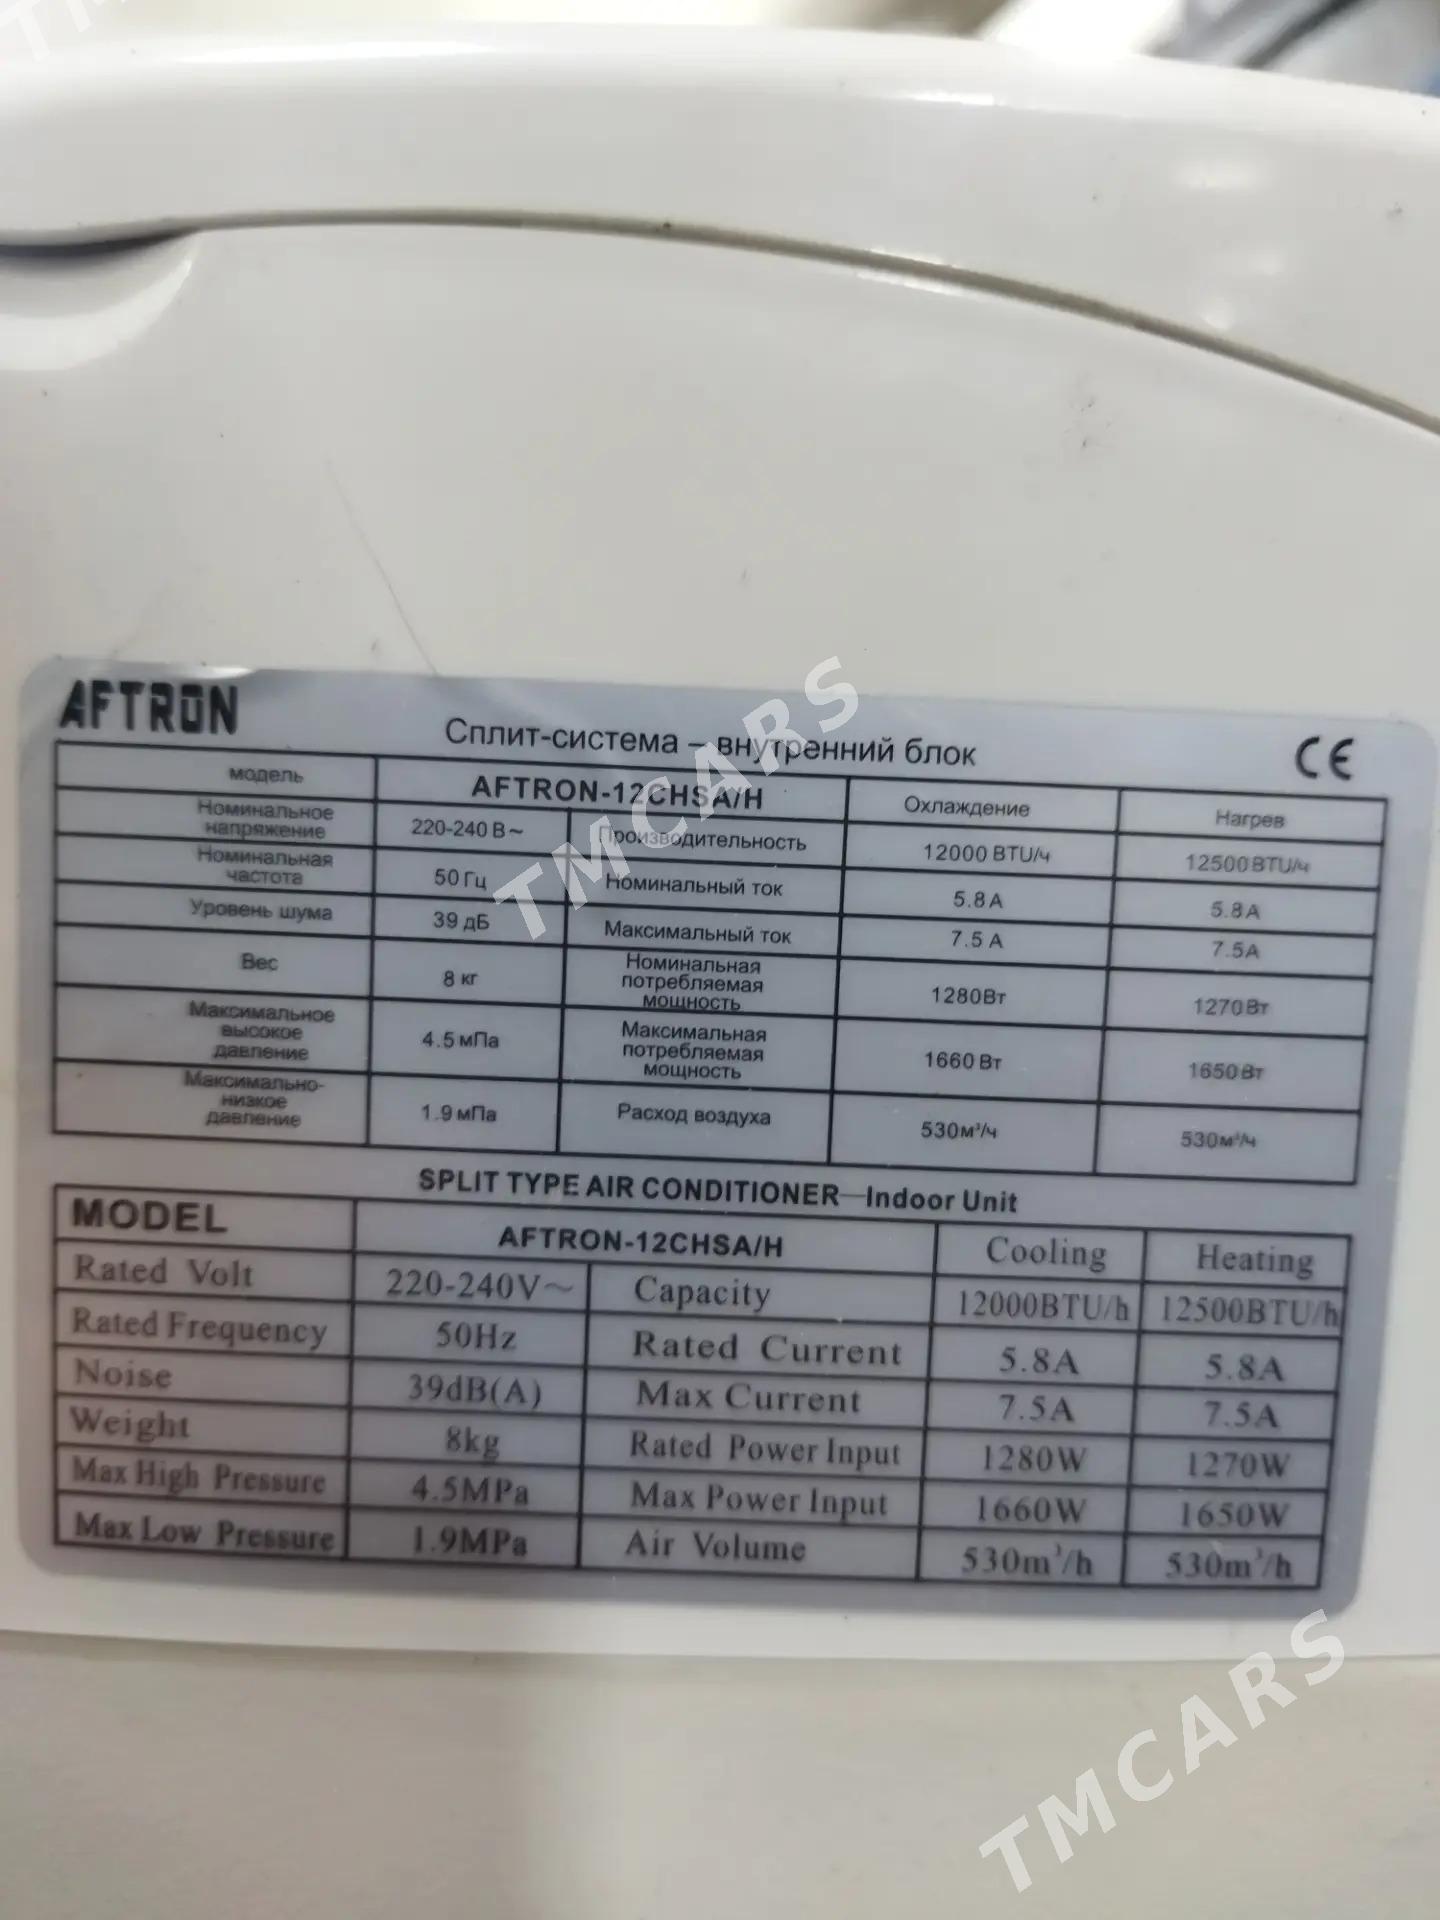 AFTRON
Сплит-система – внутренний блок
CE
модель AFTRON-12CHSA/H Охлаждение Нагрев
Номинальное напряжение 220-240 В~ Производительность 12000 BTU/ч 12500 BTU/ч
Номинальная частота 50 Гц Номинальный ток 5.8 А 5.8 А
Уровень шума 39 дБ Максимальный ток 7.5 А 7.5А
Вес 8 кг Номинальная потребляемая мощность 1280Вт 1270 Вт
Максимальное высокое давление 4.5 мПа Максимальная потребляемая мощность 1660 Вт 1650 Вт
Максимально-низкое давление 1.9 мПа Расход воздуха 530м³/ч 530м³/ч
SPLIT TYPE AIR CONDITIONER—Indoor Unit
MODEL AFTRON-12CHSA/H Cooling Heating
Rated Volt 220-240V~ Capacity 12000BTU/h 12500BTU/h
Rated Frequency 50Hz Rated Current 5.8A 5.8A
Noise 39dB(A) Max Current 7.5A 7.5A
Weight 8kg Rated Power Input 1280W 1270W
Max High Pressure 4.5MPa Max Power Input 1660W 1650W
Max Low Pressure 1.9MPa Air Volume 530m³/h 530m³/h
TMCARS
TMCARS